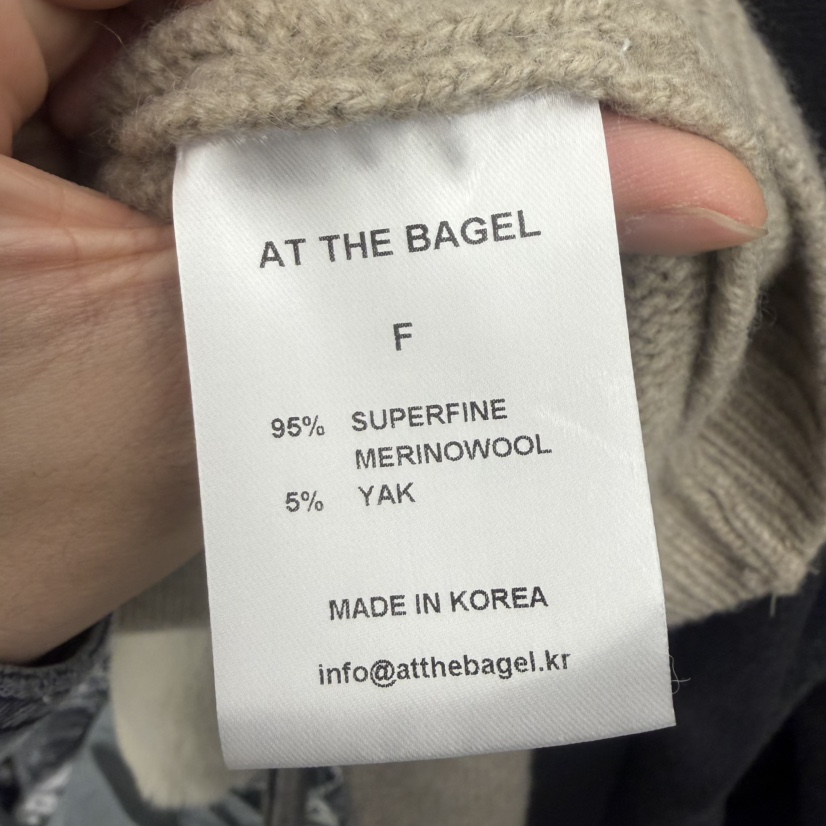 AT THE BAGEL
F
95% SUPERFINE
MERINOWOOL
5% YAK
MADE IN KOREA
info@atthebagel.kr